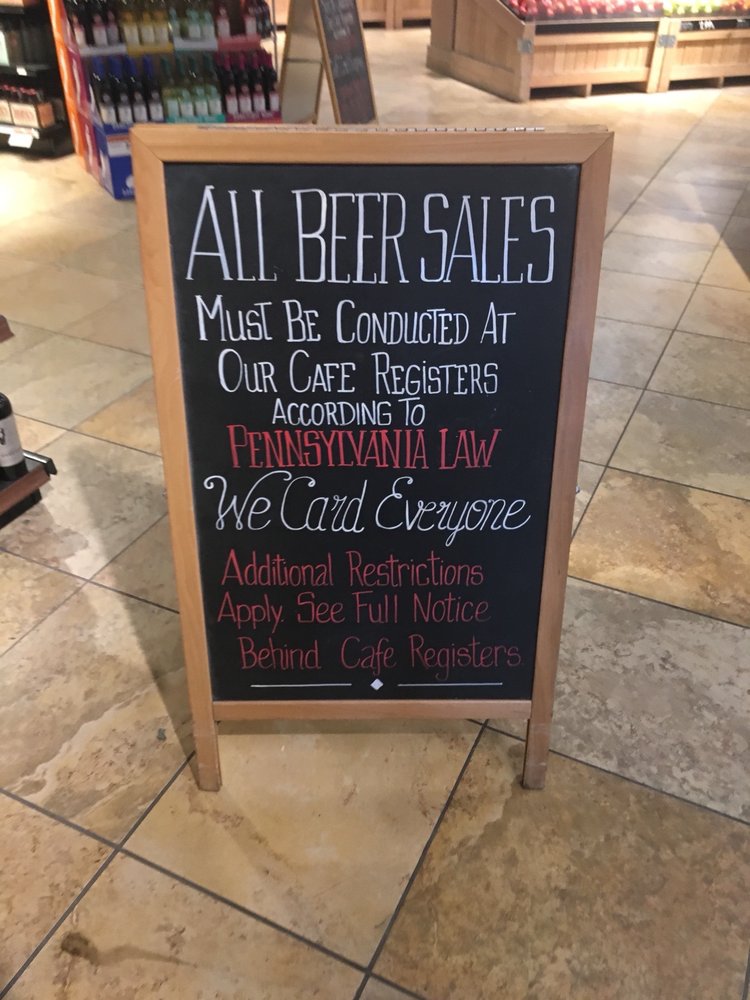 ALL BEER SALES
MUST BE CONDUCTED AT
OUR CAFE REGISTERS
ACCORDING TO
PENNSYLVANIA LAW
We Card Everyone
Additional Restrictions
Apply. See Full Notice
Behind Cafe Registers.